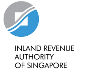 INLAND REVENUE
AUTHORITY
OF SINGAPORE